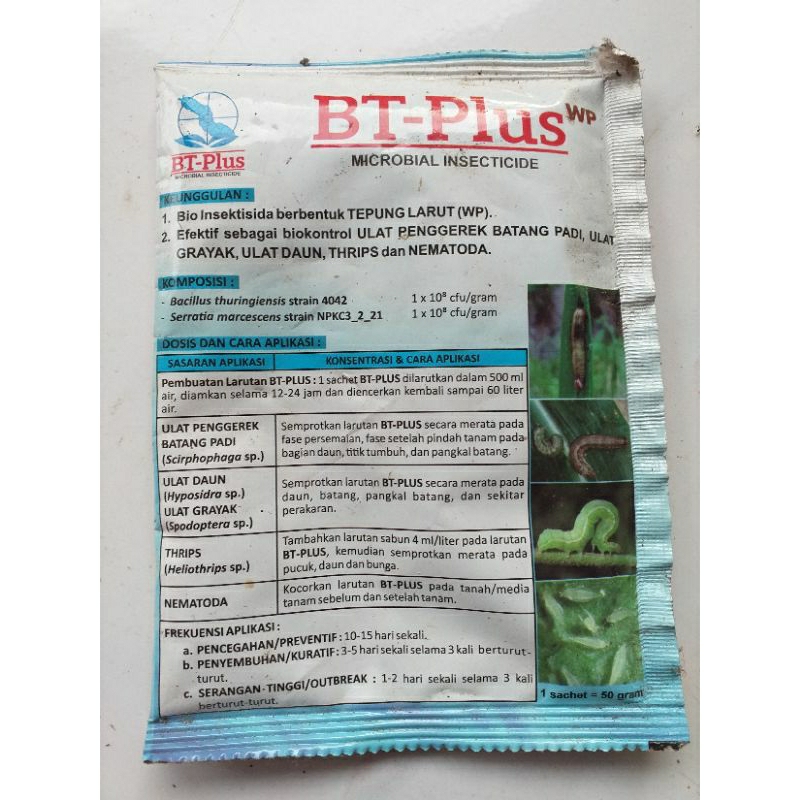 BT-Plus WP
MICROBIAL INSECTICIDE
BT-Plus
MICROBIAL INSECTICIDE
KEUNGGULAN :
1. Bio Insektisida berbentuk TEPUNG LARUT (WP).
2. Efektif sebagai biokontrol ULAT PENGGEREK BATANG PADI, ULAT
GRAYAK, ULAT DAUN, THRIPS dan NEMATODA.
KOMPOSISI :
- Bacillus thuringiensis strain 4042 1 x 10⁸ cfu/gram
- Serratia marcescens strain NPKC3_2_21 1 x 10⁸ cfu/gram
DOSIS DAN CARA APLIKASI :
SASARAN APLIKASI KONSENTRASI & CARA APLIKASI
Pembuatan Larutan BT-PLUS : 1 sachet BT-PLUS dilarutkan dalam 500 ml
air, diamkan selama 12-24 jam dan diencerkan kembali sampai 60 liter
air.
ULAT PENGGEREK
BATANG PADI
(Scirphophaga sp.)
Semprotkan larutan BT-PLUS secara merata pada
fase persemaian, fase setelah pindah tanam pada
bagian daun, titik tumbuh, dan pangkal batang.
ULAT DAUN
(Hyposidra sp.)
ULAT GRAYAK
(Spodoptera sp.)
Semprotkan larutan BT-PLUS secara merata pada
daun, batang, pangkal batang, dan sekitar
perakaran.
THRIPS
(Heliothrips sp.)
Tambahkan larutan sabun 4 ml/liter pada larutan
BT-PLUS, kemudian semprotkan merata pada
pucuk, daun dan bunga.
NEMATODA
Kocorkan larutan BT-PLUS pada tanah/media
tanam sebelum dan setelah tanam.
FREKUENSI APLIKASI :
a. PENCEGAHAN/PREVENTIF : 10-15 hari sekali.
b. PENYEMBUHAN/KURATIF : 3-5 hari sekali selama 3 kali berturut-
turut.
c. SERANGAN TINGGI/OUTBREAK : 1-2 hari sekali selama 3 kali
berturut-turut.
1 sachet = 50 gram